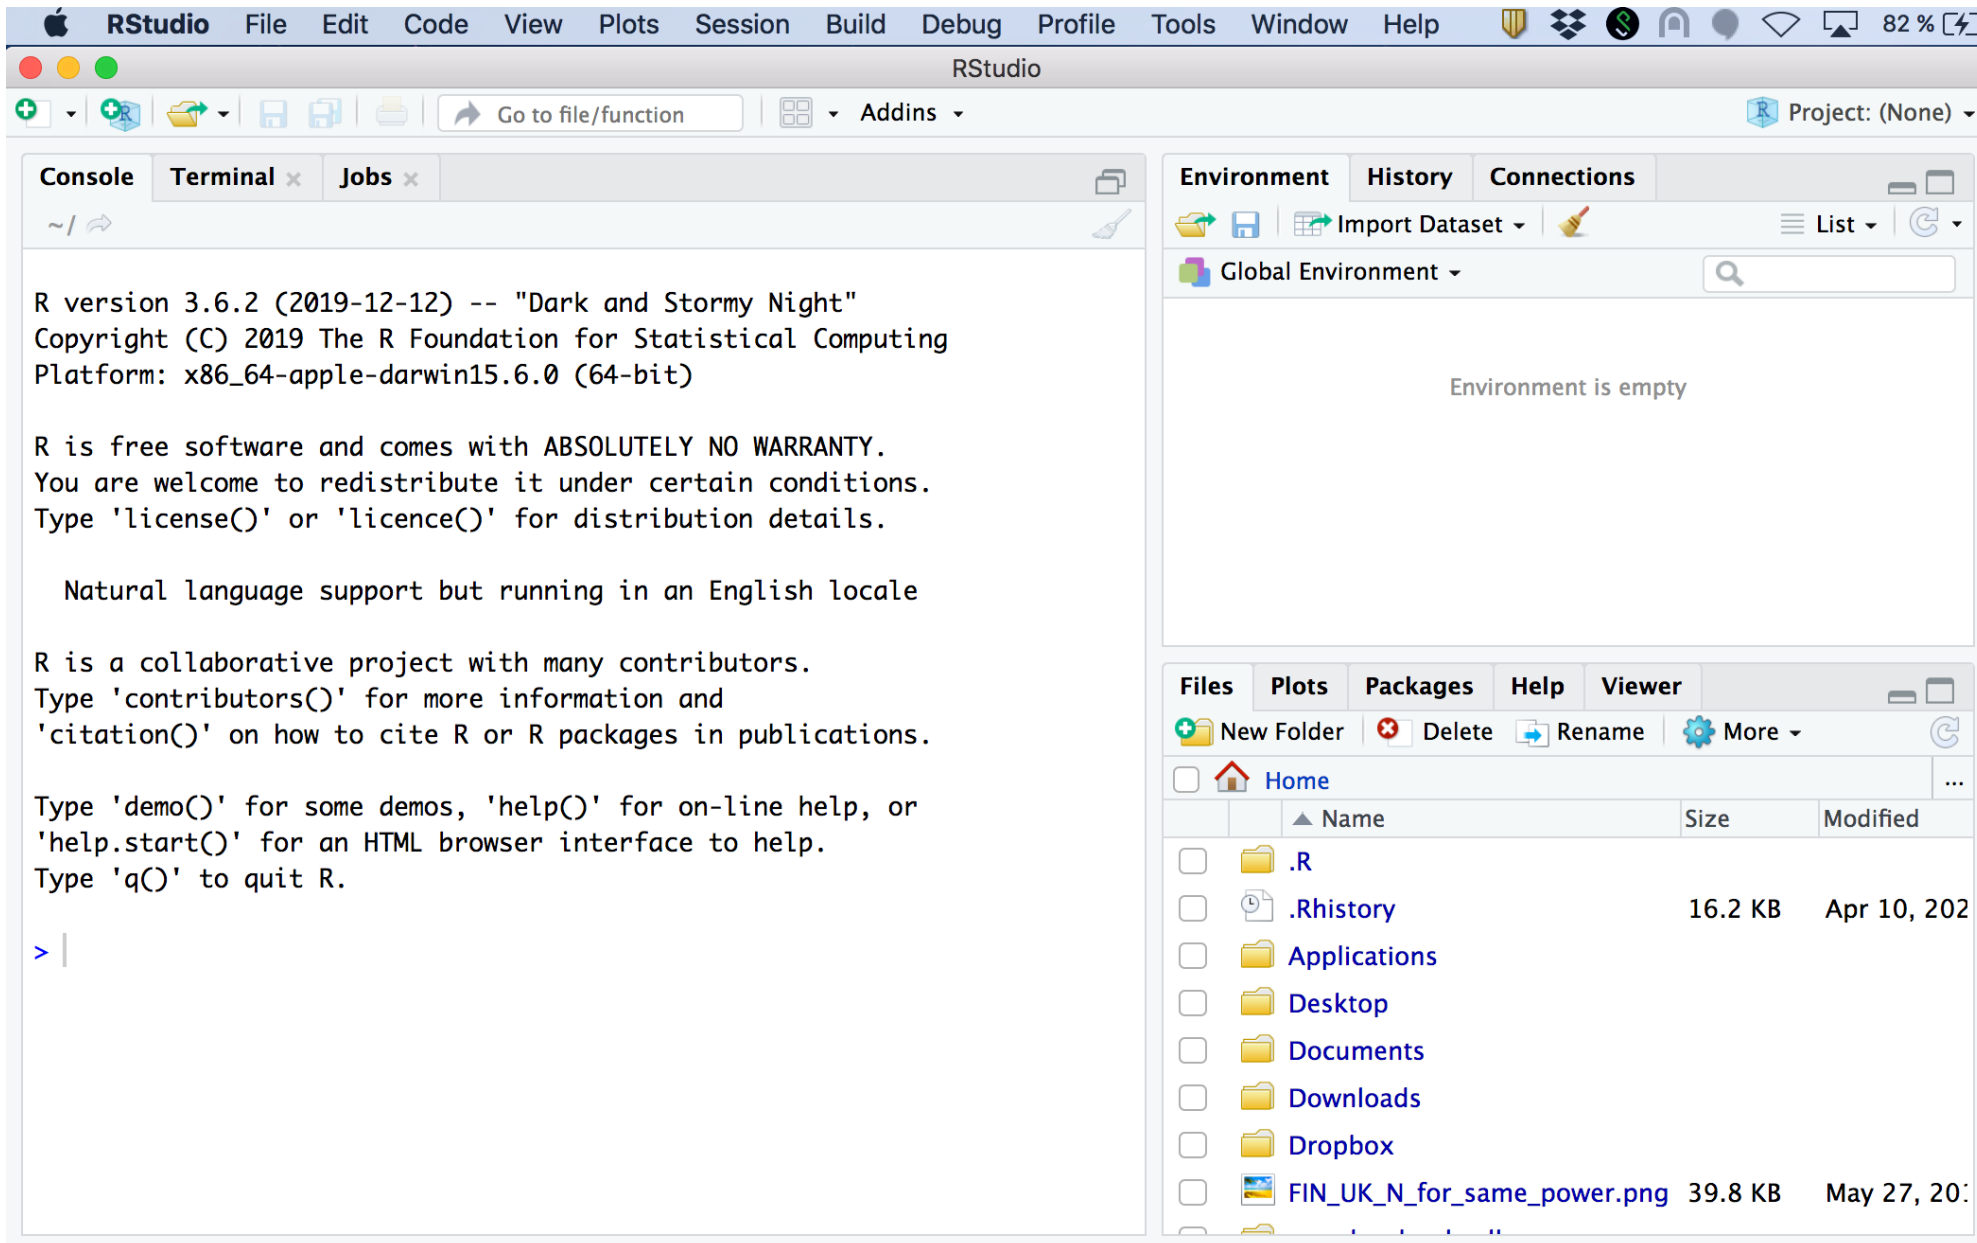 RStudio File Edit Code View Plots Session Build Debug Profile Tools Window Help 82 %
RStudio
Go to file/function Addins Project: (None)
Console Terminal Jobs
~/
R version 3.6.2 (2019-12-12) -- "Dark and Stormy Night"
Copyright (C) 2019 The R Foundation for Statistical Computing
Platform: x86_64-apple-darwin15.6.0 (64-bit)
R is free software and comes with ABSOLUTELY NO WARRANTY.
You are welcome to redistribute it under certain conditions.
Type 'license()' or 'licence()' for distribution details.
Natural language support but running in an English locale
R is a collaborative project with many contributors.
Type 'contributors()' for more information and
'citation()' on how to cite R or R packages in publications.
Type 'demo()' for some demos, 'help()' for on-line help, or
'help.start()' for an HTML browser interface to help.
Type 'q()' to quit R.
>
Environment History Connections
Import Dataset List
Global Environment
Environment is empty
Files Plots Packages Help Viewer
New Folder Delete Rename More
Home ...
Name Size Modified
.R
.Rhistory 16.2 KB Apr 10, 202
Applications
Desktop
Documents
Downloads
Dropbox
FIN_UK_N_for_same_power.png 39.8 KB May 27, 20